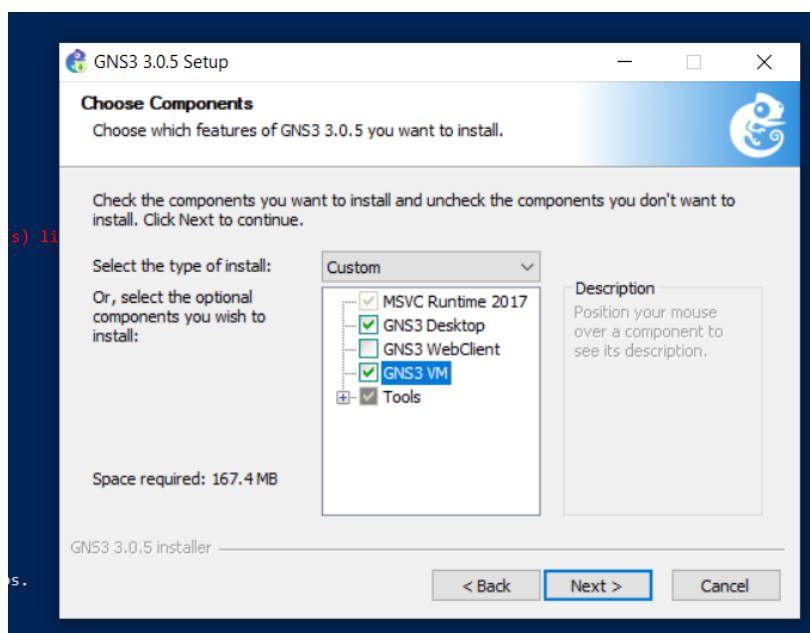 GNS3 3.0.5 Setup
Choose Components
Choose which features of GNS3 3.0.5 you want to install.
Check the components you want to install and uncheck the components you don't want to
install. Click Next to continue.
s) li
Select the type of install:
Custom
Or, select the optional
components you wish to
install:
MSVC Runtime 2017
GNS3 Desktop
GNS3 WebClient
GNS3 VM
Tools
Description
Position your mouse
over a component to
see its description.
Space required: 167.4 MB
GNS3 3.0.5 installer
os.
< Back
Next >
Cancel